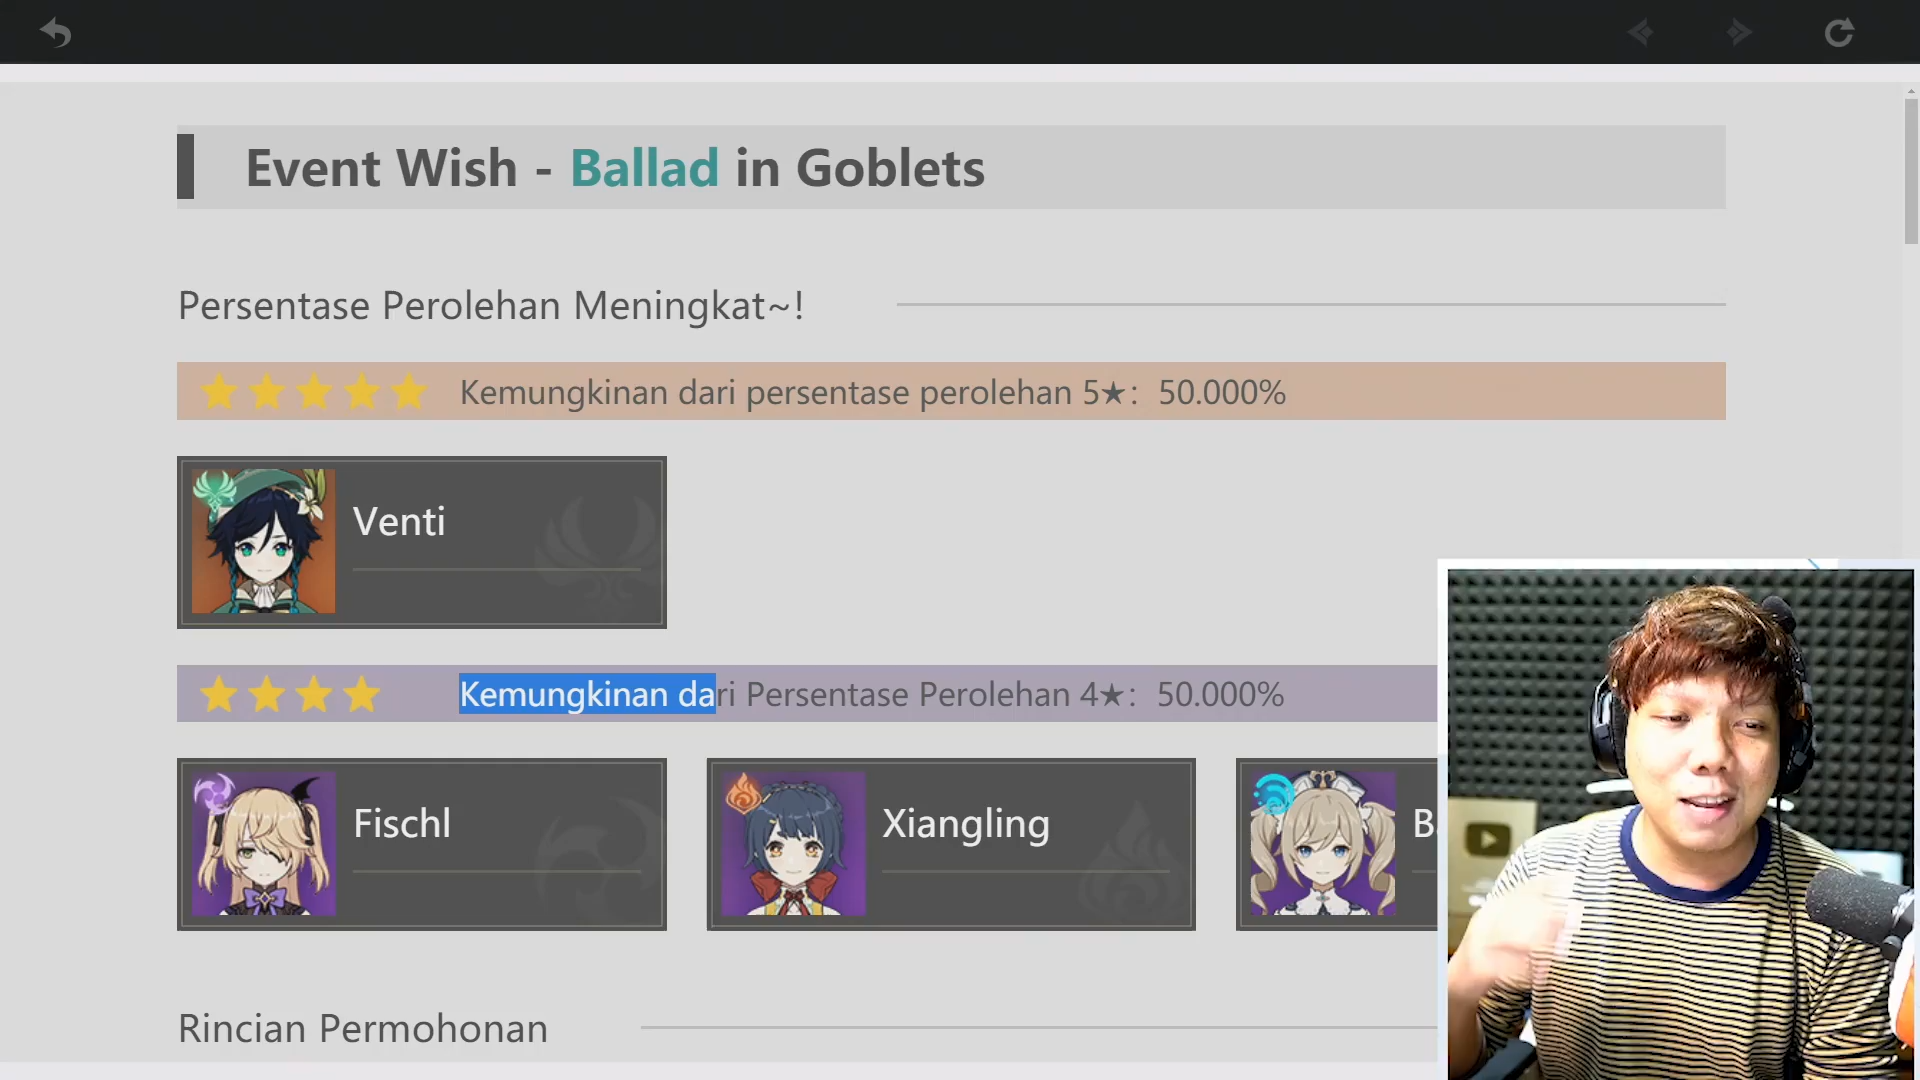 Event Wish - Ballad in Goblets
Persentase Perolehan Meningkat~!
Kemungkinan dari persentase perolehan 5★: 50.000%
Venti
Kemungkinan dari Persentase Perolehan 4★: 50.000%
Fischl
Xiangling
Rincian Permohonan